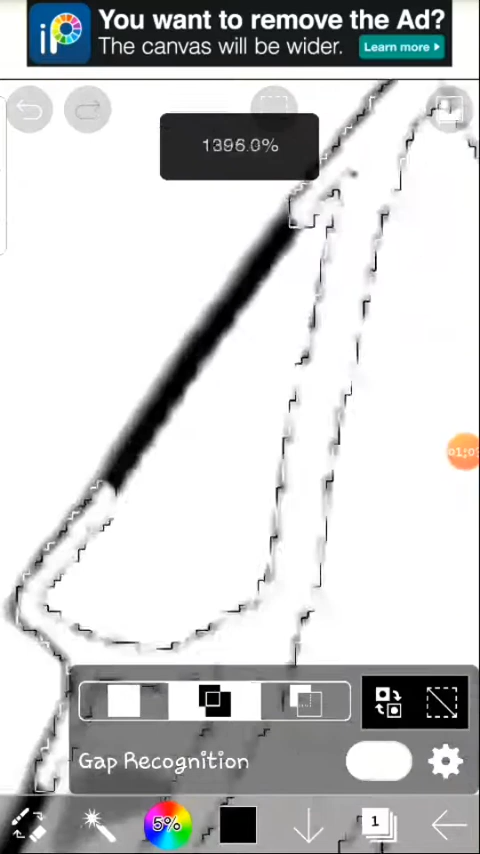 iP
You want to remove the Ad?
The canvas will be wider.
Learn more
1396.0%
Gap Recognition
5%
1